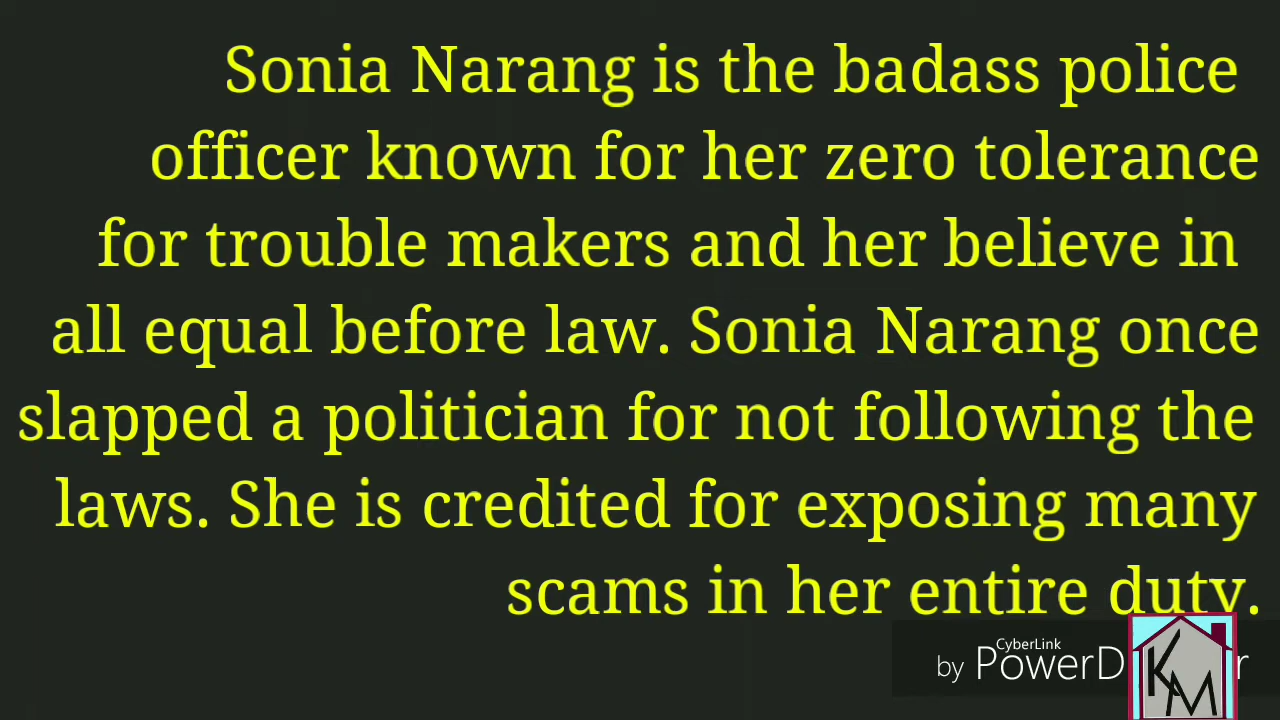 Sonia Narang is the badass police
officer known for her zero tolerance
for trouble makers and her believe in
all equal before law. Sonia Narang once
slapped a politician for not following the
laws. She is credited for exposing many
scams in her entire duty.
CyberLink
by
KM